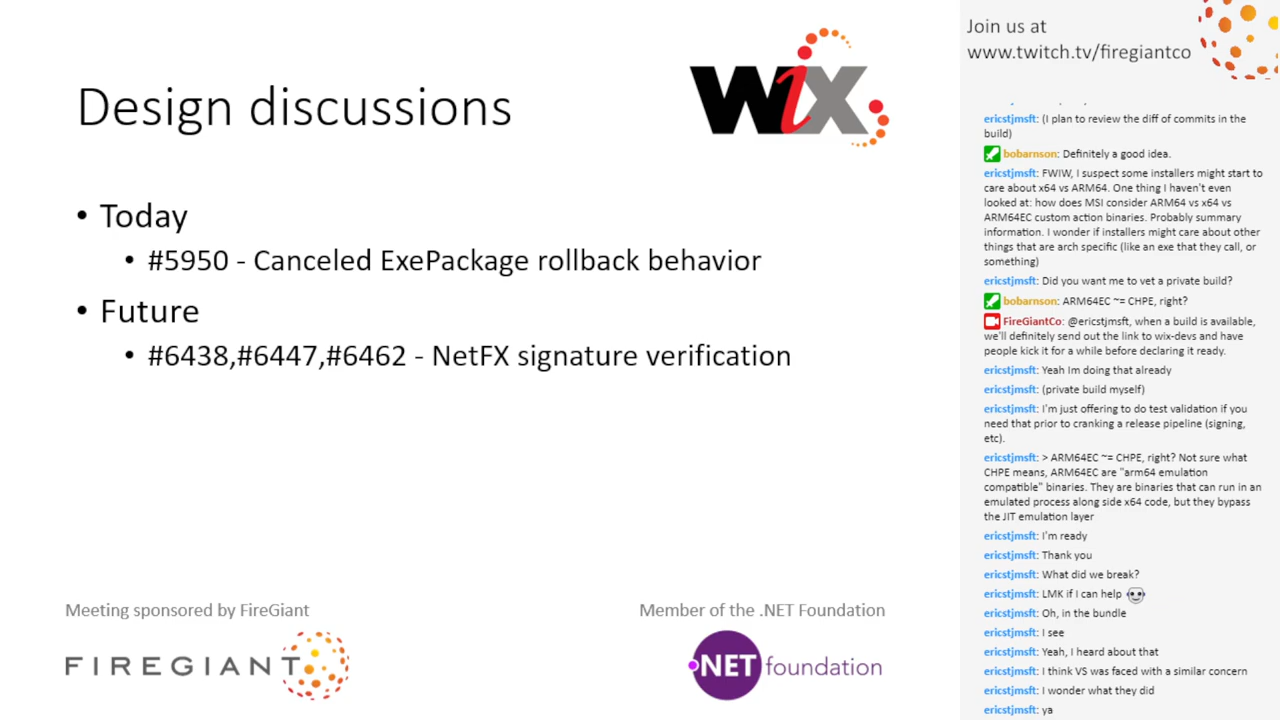 Design discussions
WiX
• Today
• #5950 - Canceled ExePackage rollback behavior
• Future
• #6438,#6447,#6462 - NetFX signature verification
Meeting sponsored by FireGiant
FIREGIANT
Member of the .NET Foundation
.NET foundation
Join us at
www.twitch.tv/firegiantco
ericstjmsft: (I plan to review the diff of commits in the
build)
bobarnson: Definitely a good idea.
ericstjmsft: FWIW, I suspect some installers might start to
care about x64 vs ARM64. One thing I haven't even
looked at: how does MSI consider ARM64 vs x64 vs
ARM64EC custom action binaries. Probably summary
information. I wonder if installers might care about other
things that are arch specific (like an exe that they call, or
something)
ericstjmsft: Did you want me to vet a private build?
bobarnson: ARM64EC ~= CHPE, right?
FireGiantCo: @ericstjmsft, when a build is available,
we'll definitely send out the link to wix-devs and have
people kick it for a while before declaring it ready.
ericstjmsft: Yeah Im doing that already
ericstjmsft: (private build myself)
ericstjmsft: I'm just offering to do test validation if you
need that prior to cranking a release pipeline (signing,
etc).
ericstjmsft: > ARM64EC ~= CHPE, right? Not sure what
CHPE means, ARM64EC are "arm64 emulation
compatible" binaries. They are binaries that can run in an
emulated process along side x64 code, but they bypass
the JIT emulation layer
ericstjmsft: I'm ready
ericstjmsft: Thank you
ericstjmsft: What did we break?
ericstjmsft: LMK if I can help
ericstjmsft: Oh, in the bundle
ericstjmsft: I see
ericstjmsft: Yeah, I heard about that
ericstjmsft: I think VS was faced with a similar concern
ericstjmsft: I wonder what they did
ericstjmsft: ya